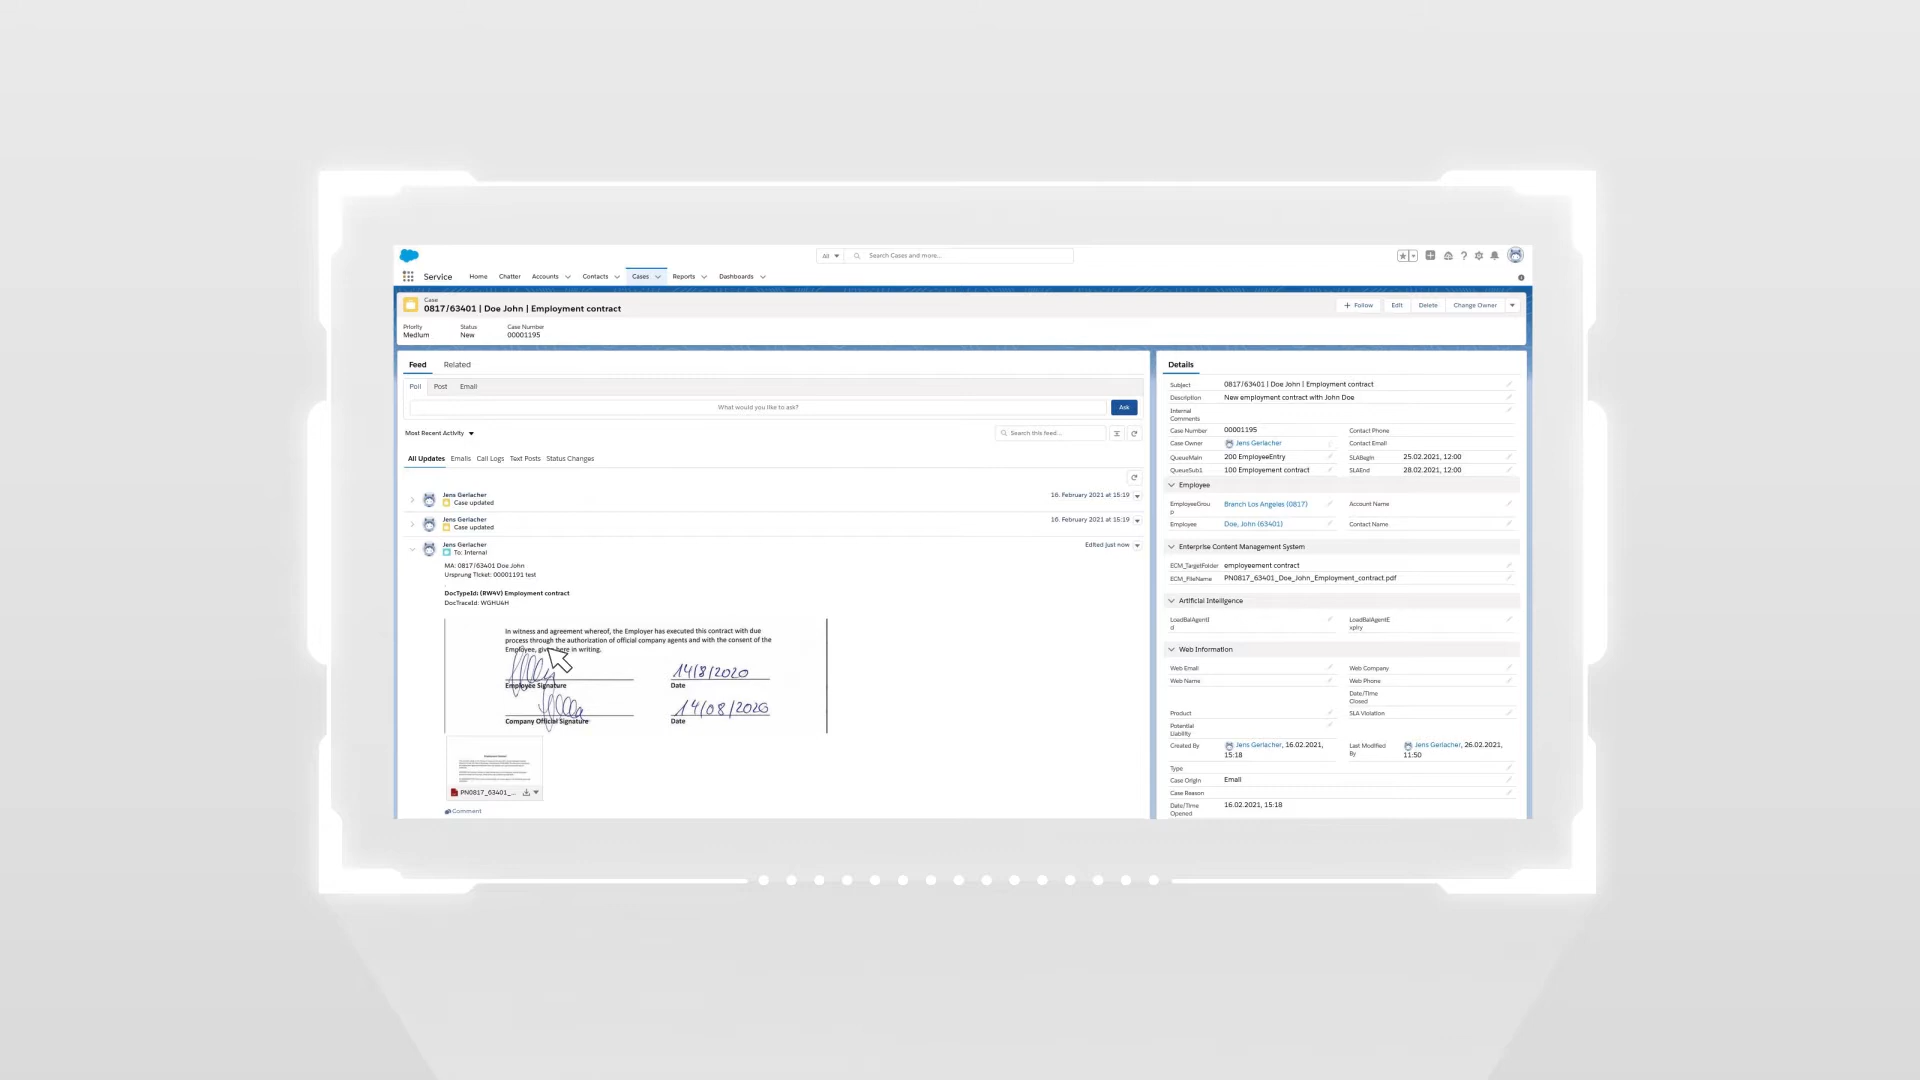 All
Search Cases and more...
Service Home Chatter Accounts Contacts Cases Reports Dashboards
Case
0817/63401 | Doe John | Employment contract
+ Follow Edit Delete Change Owner
Priority Status Case Number
Medium New 00001195
Feed Related
Poll Post Email
What would you like to ask? Ask
Most Recent Activity Search this feed...
All Updates Emails Call Logs Text Posts Status Changes
Jens Gerlacher 16. February 2021 at 15:19
Case updated
Jens Gerlacher 16. February 2021 at 15:19
Case updated
Jens Gerlacher Edited just now
To: Internal
MA: 0817/63401 Doe John
Ursprung Ticket: 00001191 test
DocTypeId: (RW4V) Employment contract
DocTraceId: WGHU6H
In witness and agreement whereof, the Employer has executed this contract with due
process through the authorization of official company agents and with the consent of the
Employee, here in writing.
14/8/2020
Employee Signature Date
14/08/2020
Company Official Signature Date
PN0817_63401_...
Comment
Details
Subject 0817/63401 | Doe John | Employment contract
Description New employment contract with John Doe
Internal
Comments
Case Number 00001195 Contact Phone
Case Owner Jens Gerlacher Contact Email
QueueMain 200 EmployeeEntry SLABegin 25.02.2021, 12:00
QueueSub1 100 Employement contract SLAEnd 28.02.2021, 12:00
Employee
EmployeeGrou
p Branch Los Angeles (0817) Account Name
Employee Doe, John (63401) Contact Name
Enterprise Content Management System
ECM_TargetFolder employeement contract
ECM_FileName PN0817_63401_Doe_John_Employment_contract.pdf
Artificial Intelligence
LoadBalAgentI
d
LoadBalAgentE
xpiry
Web Information
Web Email Web Company
Web Name Web Phone
Date/Time
Closed
Product SLA Violation
Potential
Liability
Created By Jens Gerlacher, 16.02.2021,
15:18
Last Modified
By Jens Gerlacher, 26.02.2021,
11:50
Type
Case Origin Email
Case Reason
Date/Time
Opened 16.02.2021, 15:18